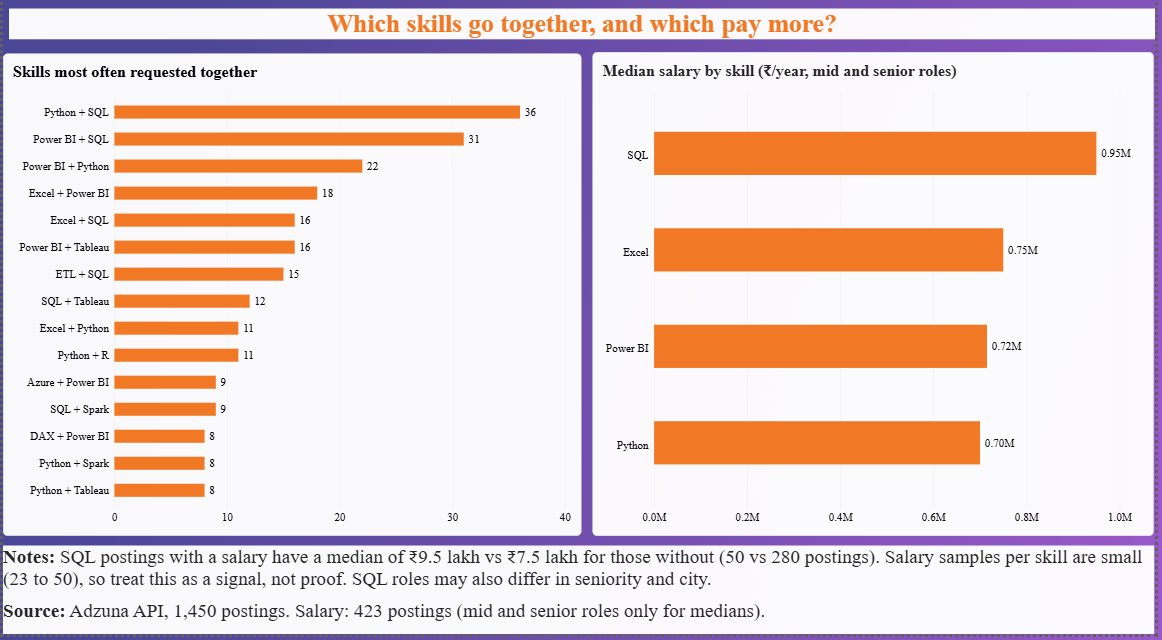 Which skills go together, and which pay more?
Skills most often requested together
Python + SQL 36
Power BI + SQL 31
Power BI + Python 22
Excel + Power BI 18
Excel + SQL 16
Power BI + Tableau 16
ETL + SQL 15
SQL + Tableau 12
Excel + Python 11
Python + R 11
Azure + Power BI 9
SQL + Spark 9
DAX + Power BI 8
Python + Spark 8
Python + Tableau 8
0 10 20 30 40
Median salary by skill (₹/year, mid and senior roles)
SQL 0.95M
Excel 0.75M
Power BI 0.72M
Python 0.70M
0.0M 0.2M 0.4M 0.6M 0.8M 1.0M
Notes: SQL postings with a salary have a median of ₹9.5 lakh vs ₹7.5 lakh for those without (50 vs 280 postings). Salary samples per skill are small
(23 to 50), so treat this as a signal, not proof. SQL roles may also differ in seniority and city.
Source: Adzuna API, 1,450 postings. Salary: 423 postings (mid and senior roles only for medians).